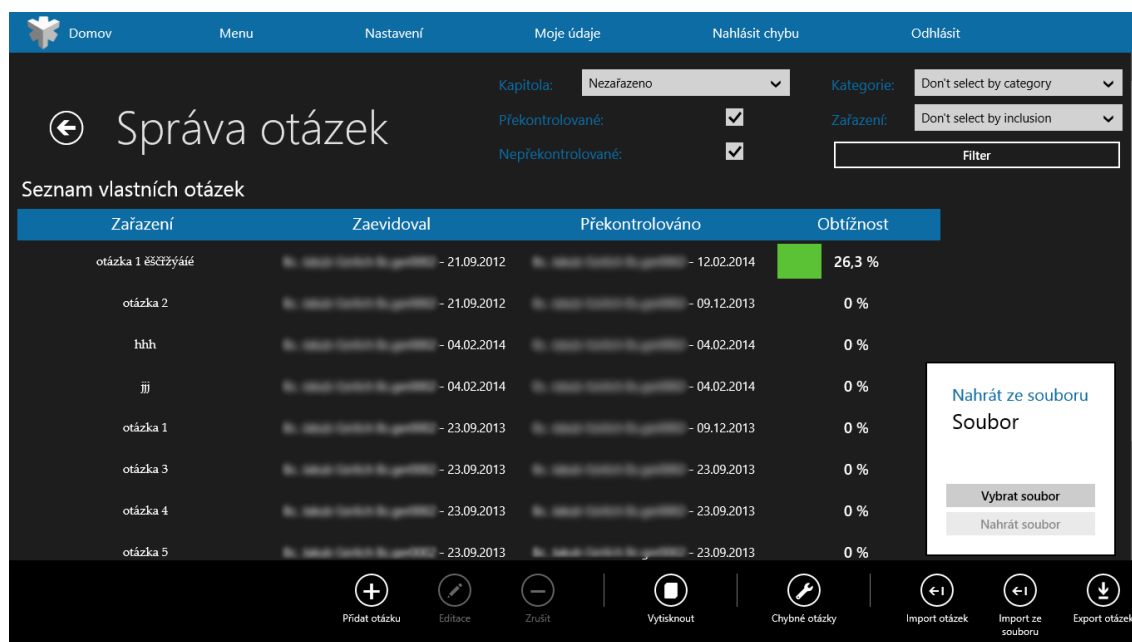 Domov Menu Nastavení Moje údaje Nahlásit chybu Odhlásit
Kapitola: Nezařazeno Kategorie: Don't select by category
Správa otázek
Překontrolované: Zařazení: Don't select by inclusion
Nepřekontrolované: Filter
Seznam vlastních otázek
Zařazení Zaevidoval Překontrolováno Obtížnost
otázka 1 ěščřžýáíé - 21.09.2012 - 12.02.2014 26,3 %
otázka 2 - 21.09.2012 - 09.12.2013 0 %
hhh - 04.02.2014 - 04.02.2014 0 %
jjj - 04.02.2014 - 04.02.2014 0 %
otázka 1 - 23.09.2013 - 09.12.2013 0 %
otázka 3 - 23.09.2013 - 23.09.2013 0 %
otázka 4 - 23.09.2013 - 23.09.2013 0 %
otázka 5 - 23.09.2013 - 23.09.2013 0 %
Nahrát ze souboru
Soubor
Vybrat soubor
Nahrát soubor
Přidat otázku Editace Zrušit Vytisknout Chybné otázky Import otázek Import ze souboru Export otázek